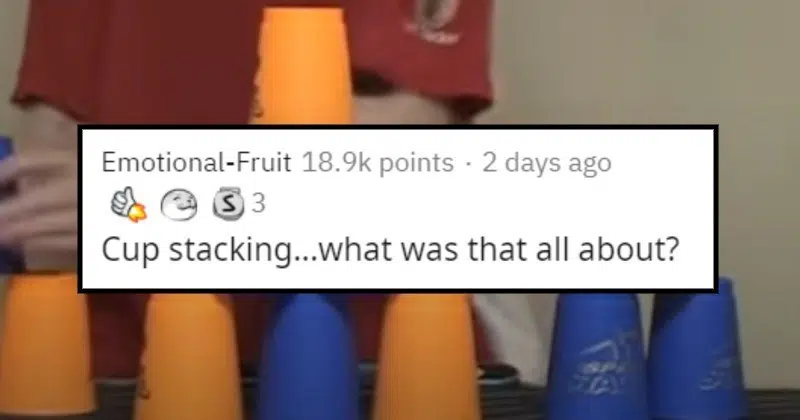 Emotional-Fruit 18.9k points · 2 days ago
S 3
Cup stacking...what was that all about?